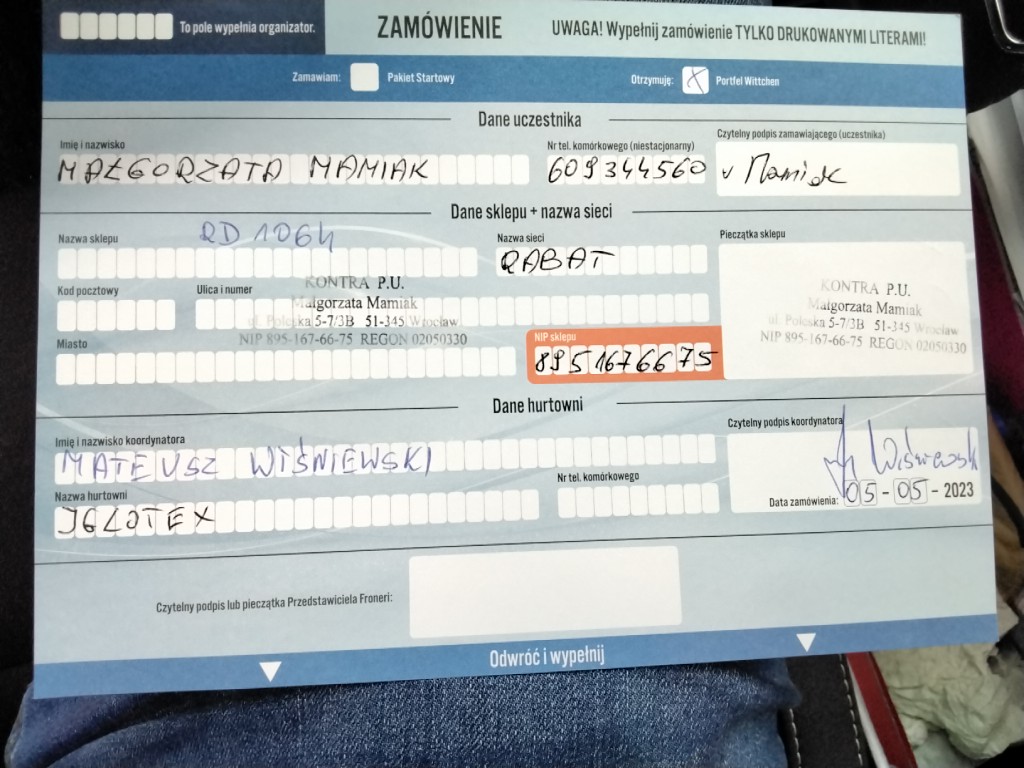 To pole wypełnia organizator.
ZAMÓWIENIE
UWAGA! Wypełnij zamówienie TYLKO DRUKOWANYMI LITERAMI!
Zamawiam: Pakiet Startowy
Otrzymuję: X Portfel Wittchen
Dane uczestnika
Imię i nazwisko
MAŁGORZATA MAMIAK
Nr tel. komórkowego (niestacjonarny)
609344560
Czytelny podpis zamawiającego (uczestnika)
Mamiak
Dane sklepu + nazwa sieci
Nazwa sklepu
RD 1064
Nazwa sieci
RABAT
Pieczątka sklepu
Kod pocztowy
Ulica i numer
KONTRA P.U.
Małgorzata Mamiak
ul. Poleska 5-7/3B 51-345 Wrocław
NIP 895-167-66-75 REGON 02050330
KONTRA P.U.
Małgorzata Mamiak
ul. Poleska 5-7/3B 51-345 Wrocław
NIP 895-167-66-75 REGON 02050330
Miasto
NIP sklepu
8951676675
Dane hurtowni
Imię i nazwisko koordynatora
MATEUSZ WIŚNIEWSKI
Czytelny podpis koordynatora
Wiśniewski
Nazwa hurtowni
IGLOTEX
Nr tel. komórkowego
Data zamówienia: 05-05-2023
Czytelny podpis lub pieczątka Przedstawiciela Froneri:
Odwróć i wypełnij